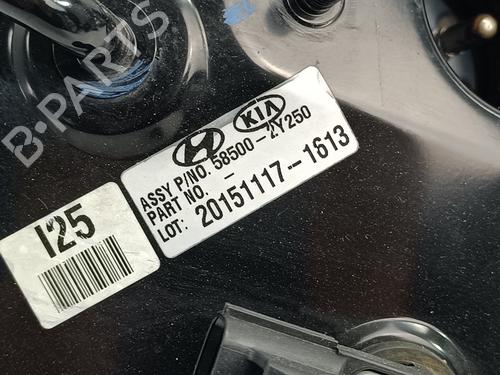 B-PARTS
KIA
ASSY P/NO. 58500-2Y250
PART NO. -
LOT: 20151117-1613
I25